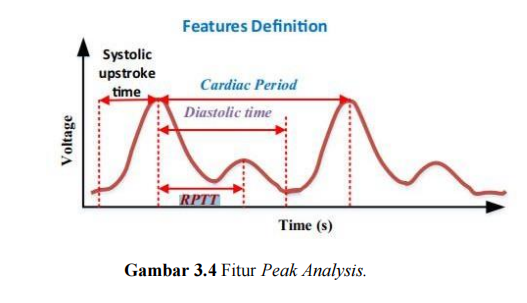 Features Definition
Systolic
upstroke
time
Cardiac Period
Diastolic time
Voltage
RPTT
Time (s)
Gambar 3.4 Fitur Peak Analysis.